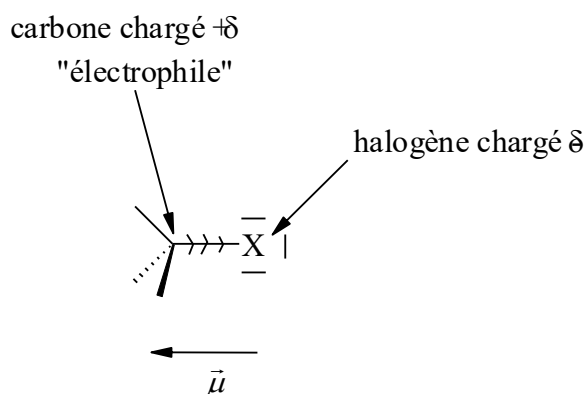 carbone chargé +δ
"électrophile"
halogène chargé δ-
X
μ⃗